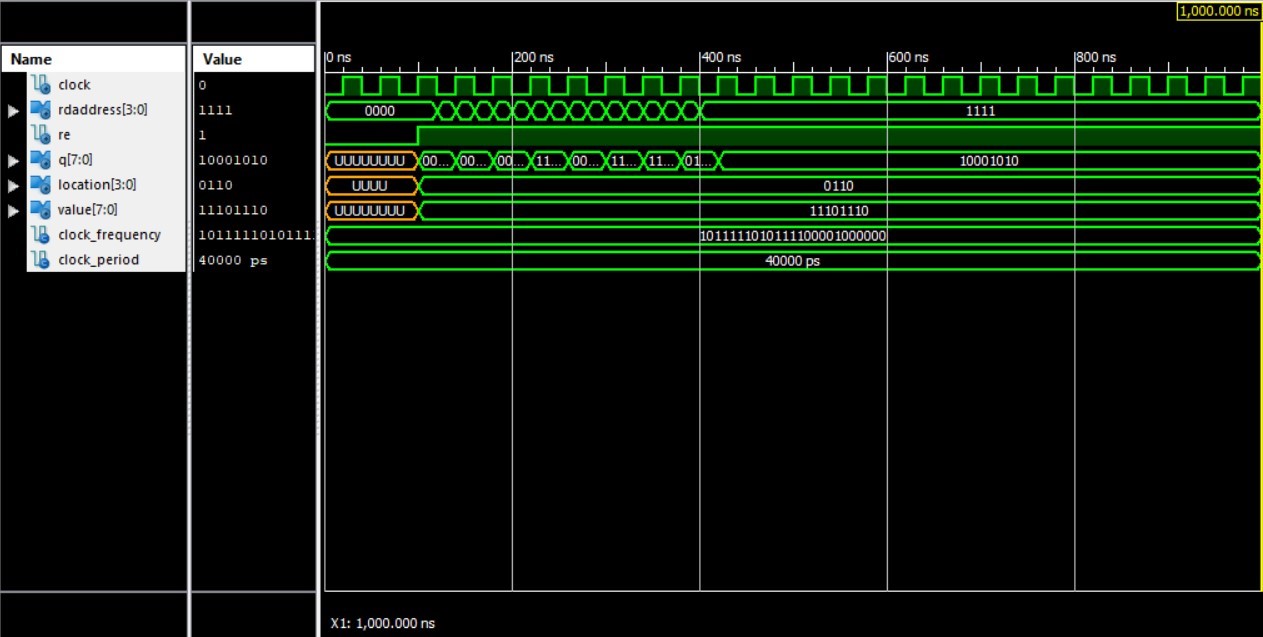 1,000.000 ns
Name Value 0 ns 200 ns 400 ns 600 ns 800 ns
clock 0
rdaddress[3:0] 1111 0000 1111
re 1
q[7:0] 10001010 UUUUUUUU 00... 00... 00... 11... 00... 11... 11... 01... 10001010
location[3:0] 0110 UUUU 0110
value[7:0] 11101110 UUUUUUUU 11101110
clock_frequency 1011111010111. 1011111010111100001000000
clock_period 40000 ps 40000 ps
X1: 1,000.000 ns